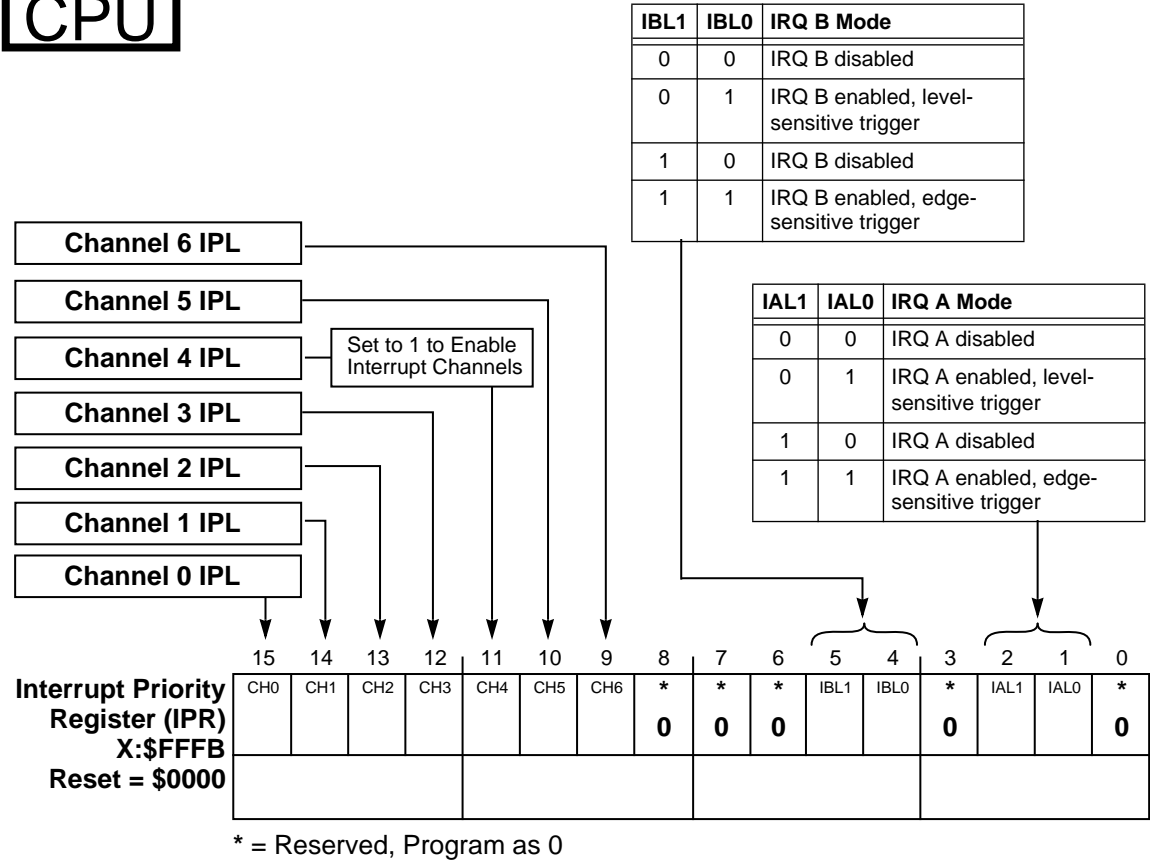 CPU
IBL1 IBL0 IRQ B Mode
0 0 IRQ B disabled
0 1 IRQ B enabled, level-
sensitive trigger
1 0 IRQ B disabled
1 1 IRQ B enabled, edge-
sensitive trigger
IAL1 IAL0 IRQ A Mode
0 0 IRQ A disabled
0 1 IRQ A enabled, level-
sensitive trigger
1 0 IRQ A disabled
1 1 IRQ A enabled, edge-
sensitive trigger
Channel 6 IPL
Channel 5 IPL
Channel 4 IPL
Set to 1 to Enable
Interrupt Channels
Channel 3 IPL
Channel 2 IPL
Channel 1 IPL
Channel 0 IPL
15 14 13 12 11 10 9 8 7 6 5 4 3 2 1 0
Interrupt Priority
Register (IPR)
X:$FFFB
Reset = $0000
CH0 CH1 CH2 CH3 CH4 CH5 CH6 * * * IBL1 IBL0 * IAL1 IAL0 *
0 0 0 0 0
* = Reserved, Program as 0